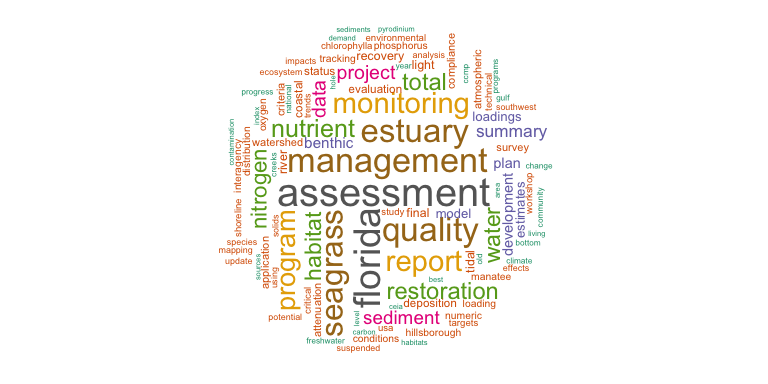 sediments
pyrodinium
demand
environmental
chlorophylla
phosphorus
impacts
tracking
recovery
analysis
year
light
compliance
ecosystem
status
project
total
atmospheric
technical
ccmp
programs
hole
data
evaluation
progress
national
criteria
coastal
trends
monitoring
gulf
southwest
index
oxygen
nutrient
estuary
loadings
summary
contamination
distribution
interagency
watershed
benthic
survey
nitrogen
creeks
river
management
plan
change
workshop
area
assessment
development
estimates
community
shoreline
solids
study
final
model
water
living
bottom
species
mapping
update
sources
application
using
program
habitat
seagrass
florida
quality
report
tidal
old
climate
effects
manatee
best
restoration
potential
critical
attenuation
level
ceia
deposition
loading
sediment
numeric
targets
carbon
usa
hillsborough
freshwater
conditions
habitats
suspended